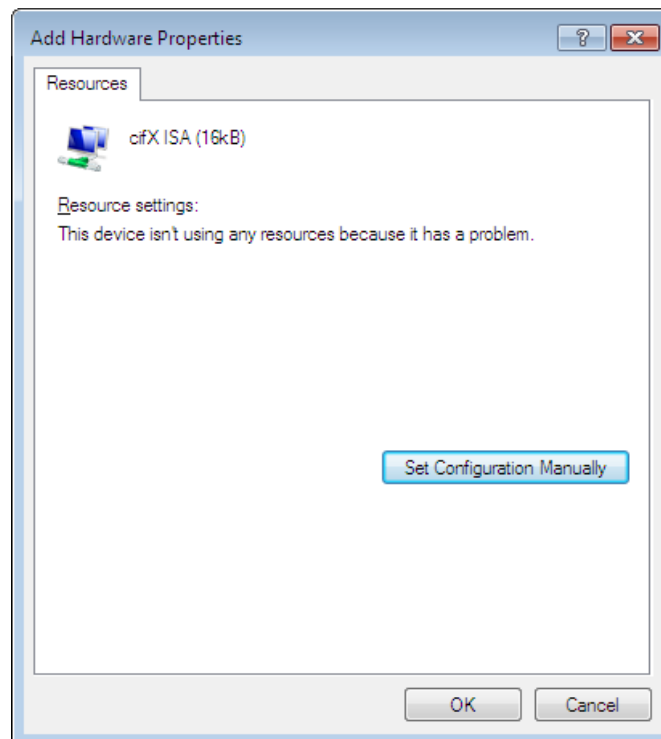 Add Hardware Properties
Resources
cifX ISA (16kB)
Resource settings:
This device isn't using any resources because it has a problem.
Set Configuration Manually
OK
Cancel